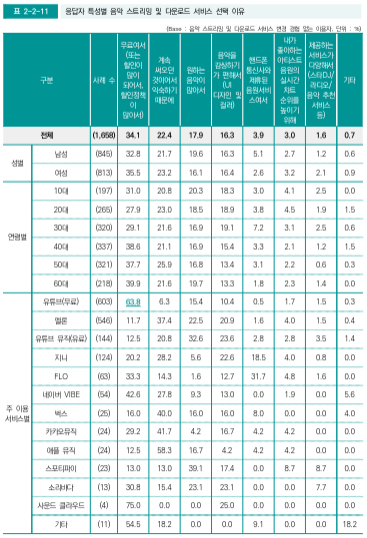 표 2-2-11 응답자 특성별 음악 스트리밍 및 다운로드 서비스 선택 이유
(Base : 음악 스트리밍 및 다운로드 서비스 변경 경험 없는 이용자, 단위 : %)
구분 사례 수 무료여서(또는 할인이 많이 되어서, 할인정책이 많아서) 계속 써오던 것이어서 익숙하기 때문에 원하는 음악이 많아서 음악을 감상하기가 편해서(UI 디자인 및 컬러) 핸드폰 통신사와 제휴된 음원서비스여서 내가 좋아하는 아티스트 음원의 실시간 차트 순위를 높이기 위해 제공하는 서비스가 다양해서(스타DJ/라디오/음악 추천 서비스 등) 기타
전체 (1,658) 34.1 22.4 17.9 16.3 3.9 3.0 1.6 0.7
성별 남성 (845) 32.8 21.7 19.6 16.3 5.1 2.7 1.2 0.6
여성 (813) 35.5 23.2 16.1 16.4 2.6 3.2 2.1 0.9
연령별 10대 (197) 31.0 20.8 20.3 18.3 3.0 4.1 2.5 0.0
20대 (265) 27.9 23.0 18.5 18.9 3.8 4.5 1.9 1.5
30대 (320) 29.1 21.6 16.9 19.1 7.2 3.1 2.5 0.6
40대 (337) 38.6 21.1 16.9 15.4 3.3 2.1 1.2 1.5
50대 (321) 37.7 25.9 16.8 13.4 3.1 2.2 0.6 0.3
60대 (218) 39.9 21.6 19.7 13.3 1.8 2.3 1.4 0.0
주 이용 서비스별 유튜브(무료) (603) 63.8 6.3 15.4 10.4 0.5 1.7 1.5 0.3
멜론 (546) 11.7 37.4 22.5 20.9 1.6 4.0 1.5 0.4
유튜브 뮤직(유료) (144) 12.5 20.8 32.6 23.6 2.8 2.8 3.5 1.4
지니 (124) 20.2 28.2 5.6 22.6 18.5 4.0 0.8 0.0
FLO (63) 33.3 14.3 1.6 12.7 31.7 4.8 1.6 0.0
네이버 VIBE (54) 42.6 27.8 9.3 13.0 0.0 1.9 0.0 5.6
벅스 (25) 16.0 40.0 16.0 16.0 8.0 0.0 0.0 4.0
카카오뮤직 (24) 29.2 41.7 4.2 16.7 4.2 4.2 0.0 0.0
애플 뮤직 (24) 12.5 58.3 16.7 4.2 4.2 4.2 0.0 0.0
스포티파이 (23) 13.0 13.0 39.1 17.4 0.0 8.7 8.7 0.0
소리바다 (13) 30.8 15.4 23.1 23.1 0.0 0.0 7.7 0.0
사운드 클라우드 (4) 75.0 0.0 0.0 25.0 0.0 0.0 0.0 0.0
기타 (11) 54.5 18.2 0.0 0.0 9.1 0.0 0.0 18.2